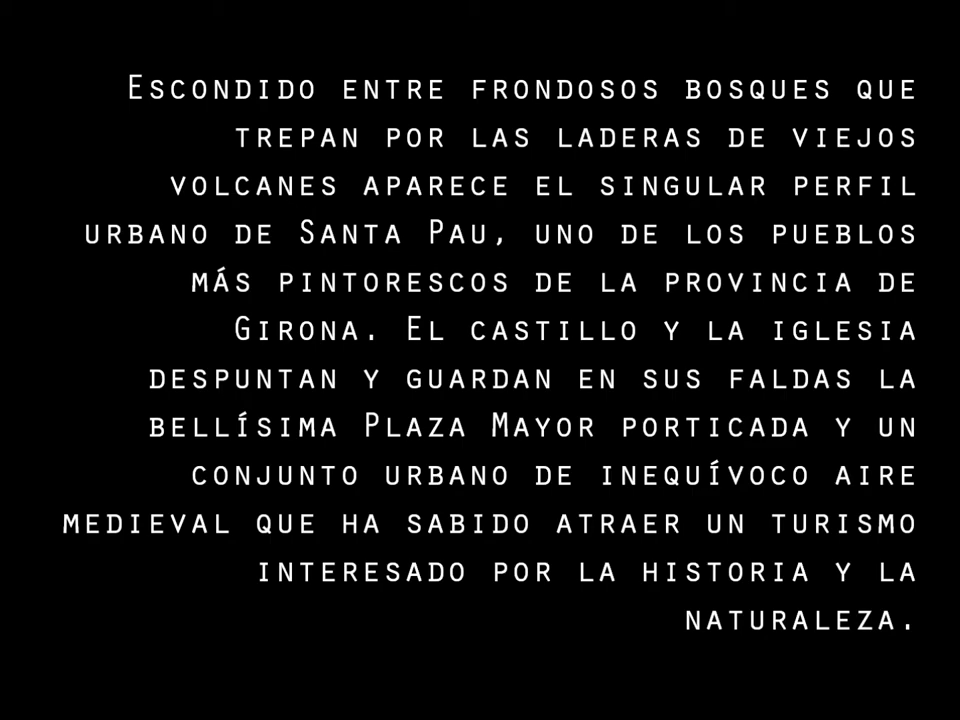 Escondido entre frondosos bosques que
trepan por las laderas de viejos
volcanes aparece el singular perfil
urbano de Santa Pau, uno de los pueblos
más pintorescos de la provincia de
Girona. El castillo y la iglesia
despuntan y guardan en sus faldas la
bellísima Plaza Mayor porticada y un
conjunto urbano de inequívoco aire
medieval que ha sabido atraer un turismo
interesado por la historia y la
naturaleza.